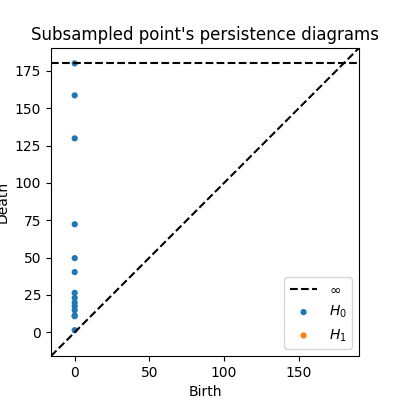 Subsampled point's persistence diagrams
175
150
125
100
75
50
25
0
Death
0 50 100 150
Birth
∞
H₀
H₁